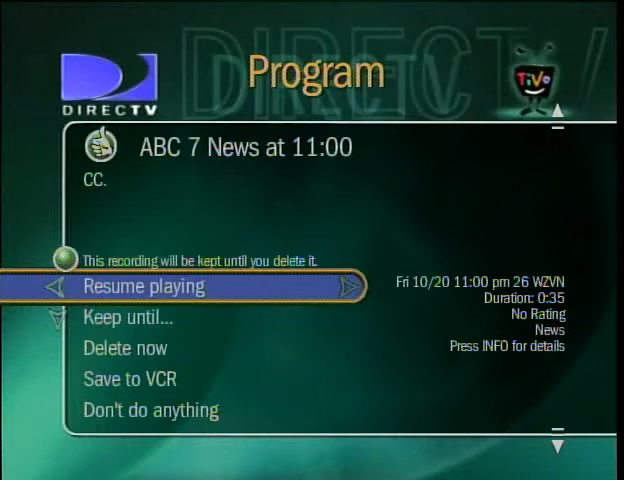 DIRECTV
Program
TiVo
DIRECTV
ABC 7 News at 11:00
CC.
This recording will be kept until you delete it.
Resume playing
Keep until...
Delete now
Save to VCR
Don't do anything
Fri 10/20 11:00 pm 26 WZVN
Duration: 0:35
No Rating
News
Press INFO for details